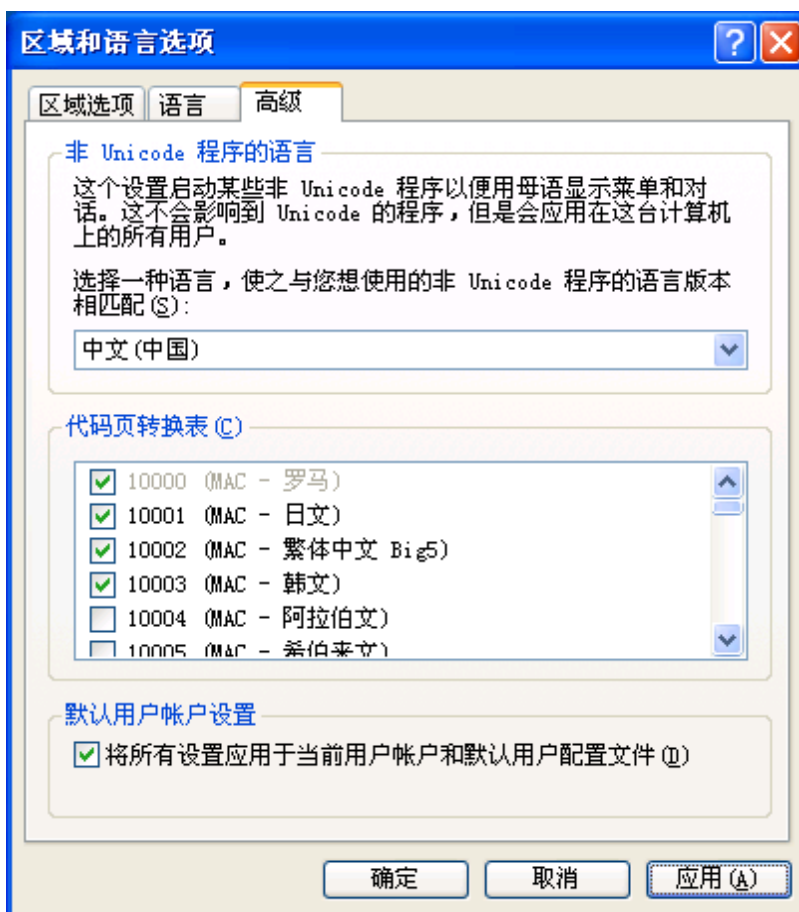 区域和语言选项
区域选项 语言 高级
非 Unicode 程序的语言
这个设置启动某些非 Unicode 程序以便用母语显示菜单和对
话。这不会影响到 Unicode 的程序，但是会应用在这台计算机
上的所有用户。
选择一种语言，使之与您想使用的非 Unicode 程序的语言版本
相匹配(S):
中文(中国)
代码页转换表(C)
10000 (MAC - 罗马)
10001 (MAC - 日文)
10002 (MAC - 繁体中文 Big5)
10003 (MAC - 韩文)
10004 (MAC - 阿拉伯文)
10005 (MAC - 希伯来文)
默认用户帐户设置
将所有设置应用于当前用户帐户和默认用户配置文件(D)
确定 取消 应用(A)